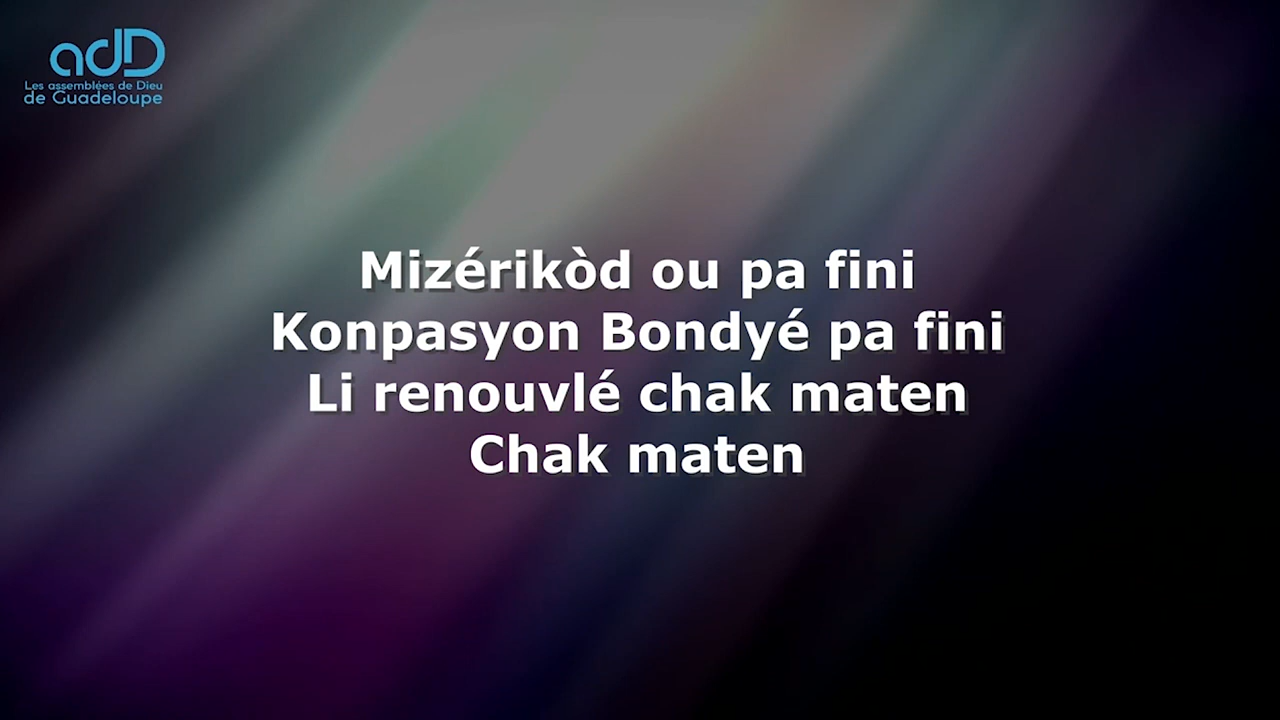 adD
Les assemblées de Dieu
de Guadeloupe
Mizérikòd ou pa fini
Konpasyon Bondyé pa fini
Li renouvlé chak maten
Chak maten